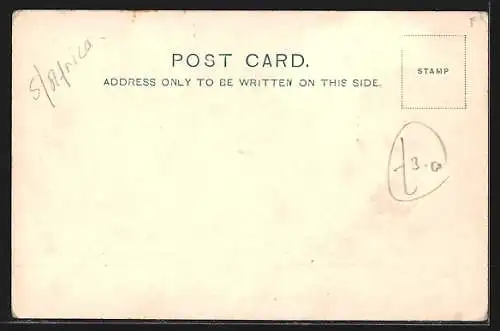 S/Africa.
POST CARD.
ADDRESS ONLY TO BE WRITTEN ON THIS SIDE.
STAMP
£3.0